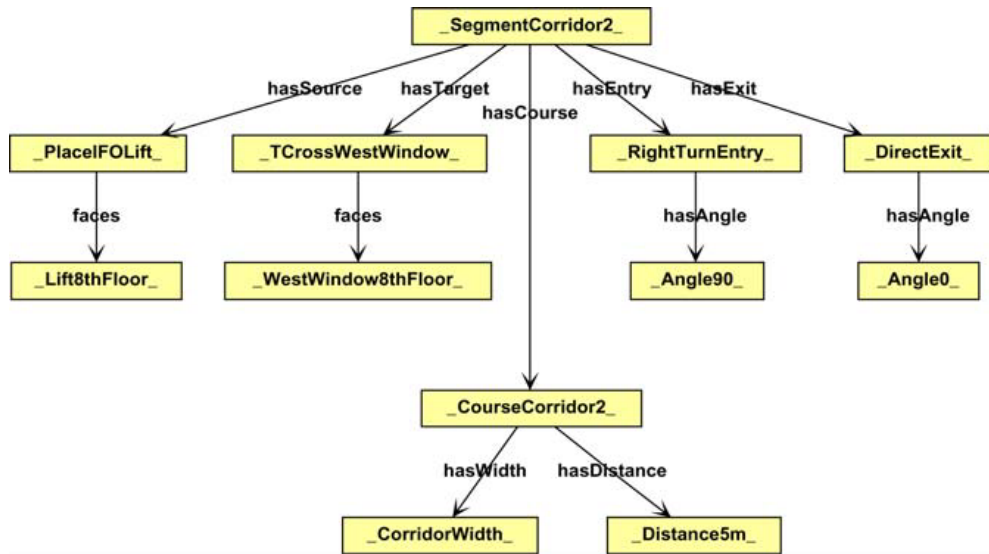 _SegmentCorridor2_
hasSource
hasTarget
hasCourse
hasEntry
hasExit
_PlaceIFOLift_
_TCrossWestWindow_
_RightTurnEntry_
_DirectExit_
faces
faces
hasAngle
hasAngle
_Lift8thFloor_
_WestWindow8thFloor_
_Angle90_
_Angle0_
_CourseCorridor2_
hasWidth
hasDistance
_CorridorWidth_
_Distance5m_